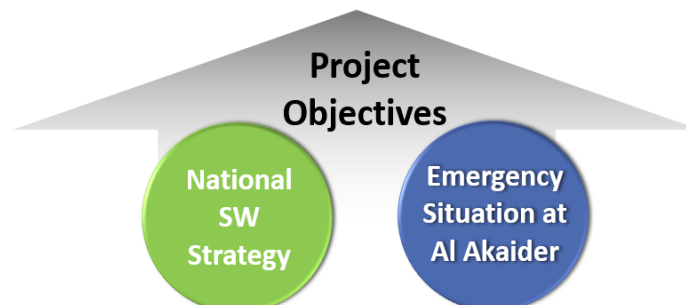 Project
Objectives
National
SW
Strategy
Emergency
Situation at
Al Akaider